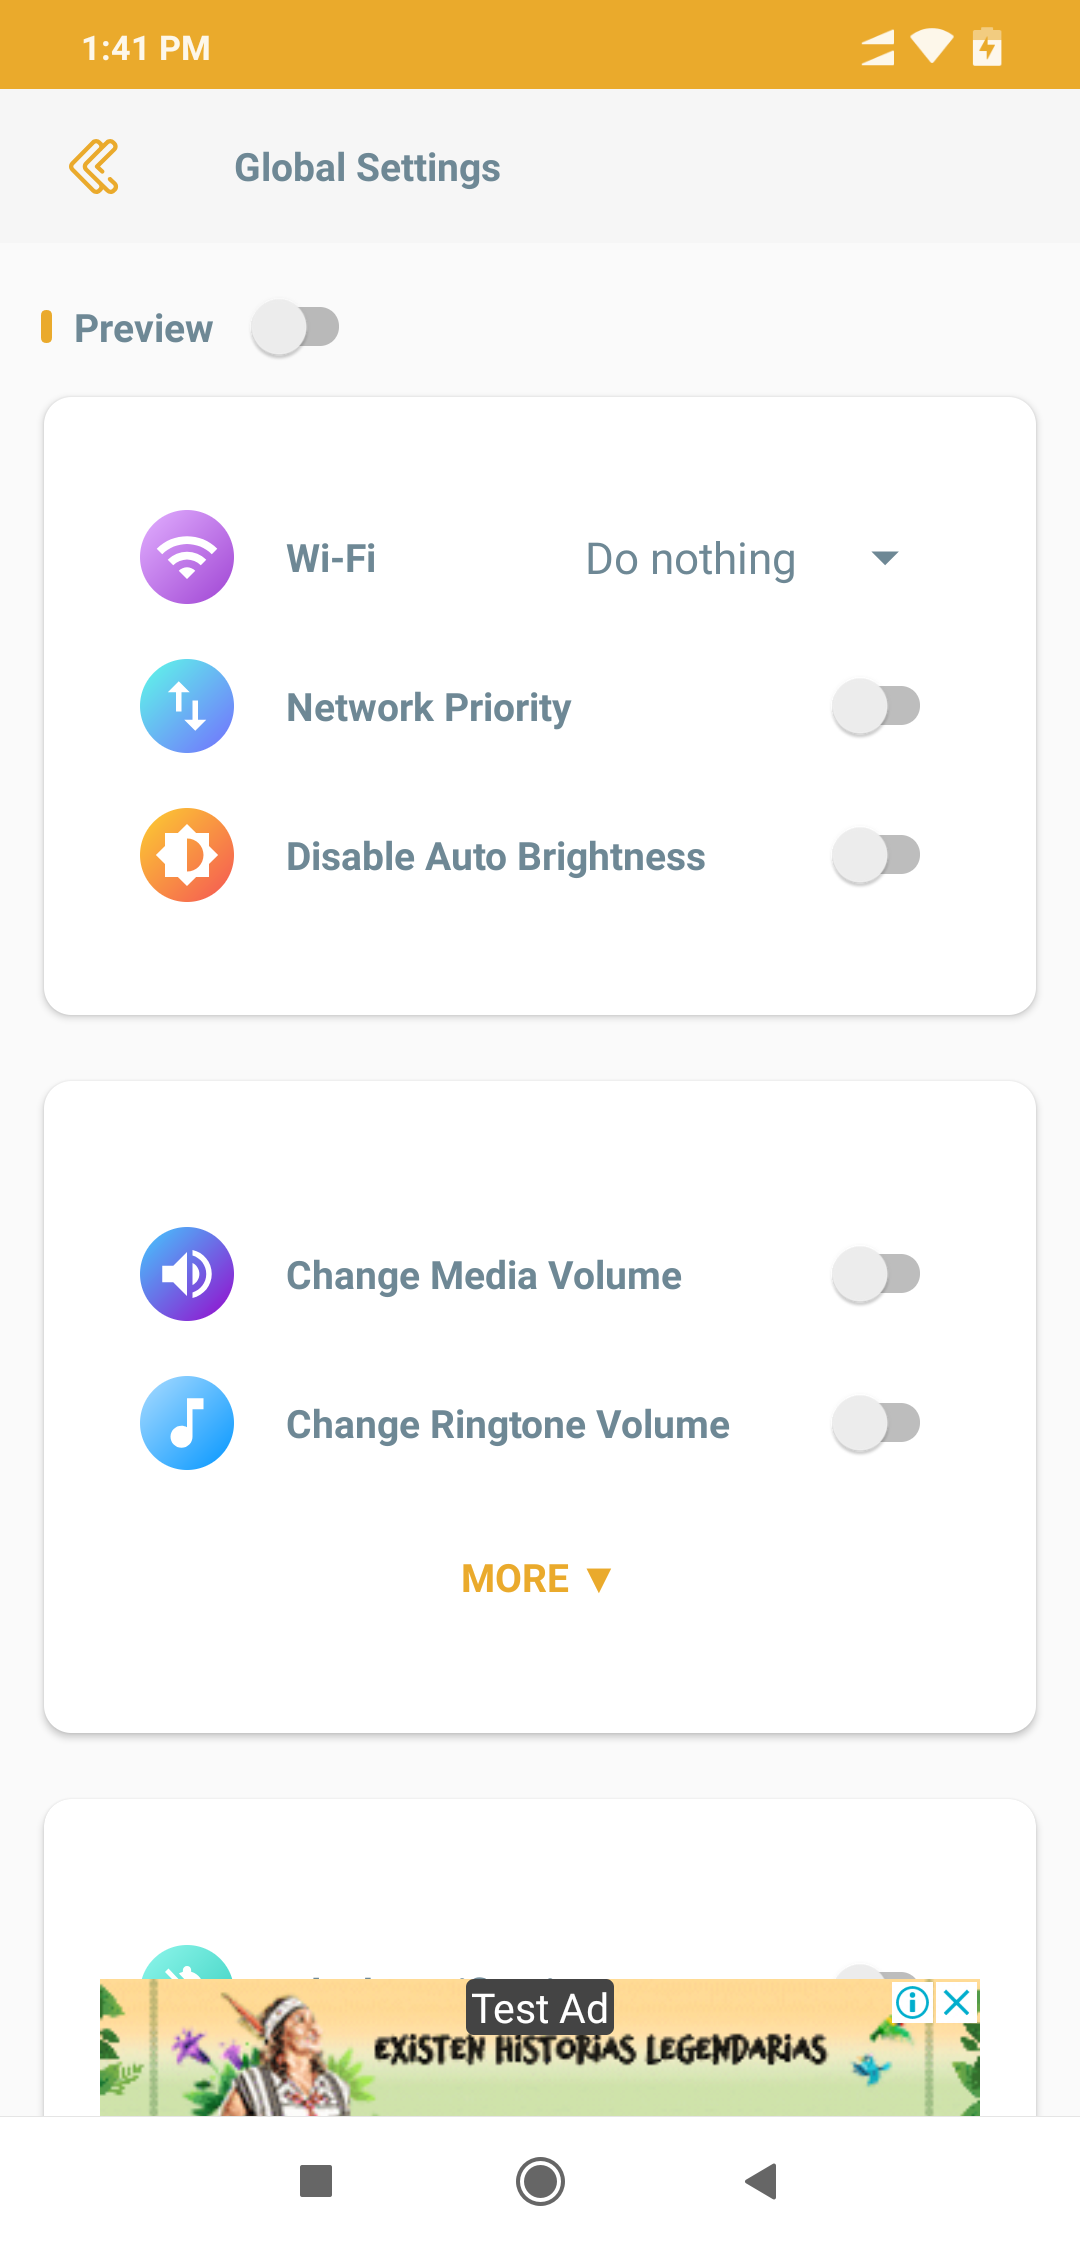 1:41 PM
Global Settings
Preview
Wi-Fi
Do nothing
Network Priority
Disable Auto Brightness
Change Media Volume
Change Ringtone Volume
MORE ▼
Test Ad
EXiSTEN HiSTORiAS LEGENDARiAS